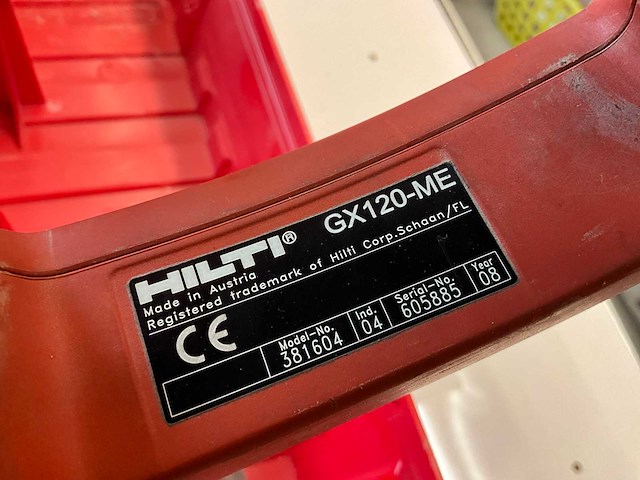 HILTI® GX120-ME
Made in Austria
Registered trademark of Hilti Corp.Schaan/FL
CE
Model-No. Ind. Serial-No. Year
381604 04 605885 08